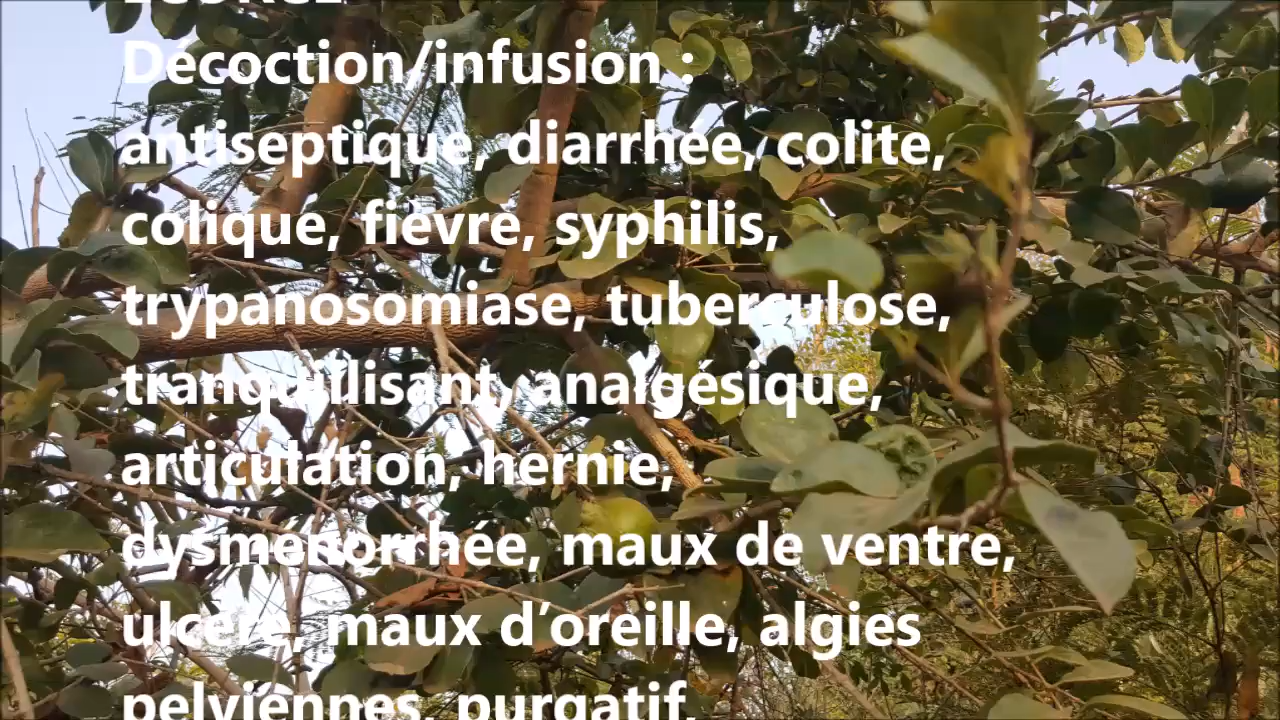 Décoction/infusion :
antiseptique, diarrhée, colite,
colique, fièvre, syphilis,
trypanosomiase, tuberculose,
tranquilisant, analgésique,
articulation, hernie,
dysménorrhée, maux de ventre,
ulcère, maux d’oreille, algies
pelviennes, purgatif,